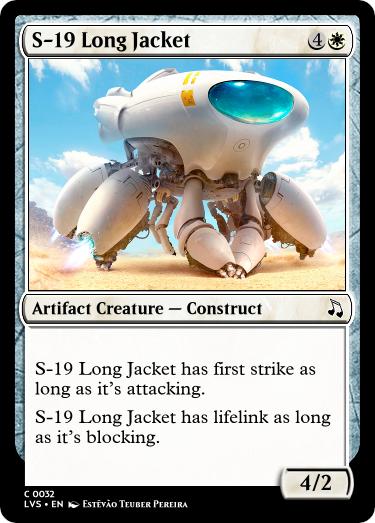 S-19 Long Jacket 4
Artifact Creature — Construct
S-19 Long Jacket has first strike as
long as it's attacking.
S-19 Long Jacket has lifelink as long
as it's blocking.
4/2
C 0032
LVS • EN Estêvão Teuber Pereira